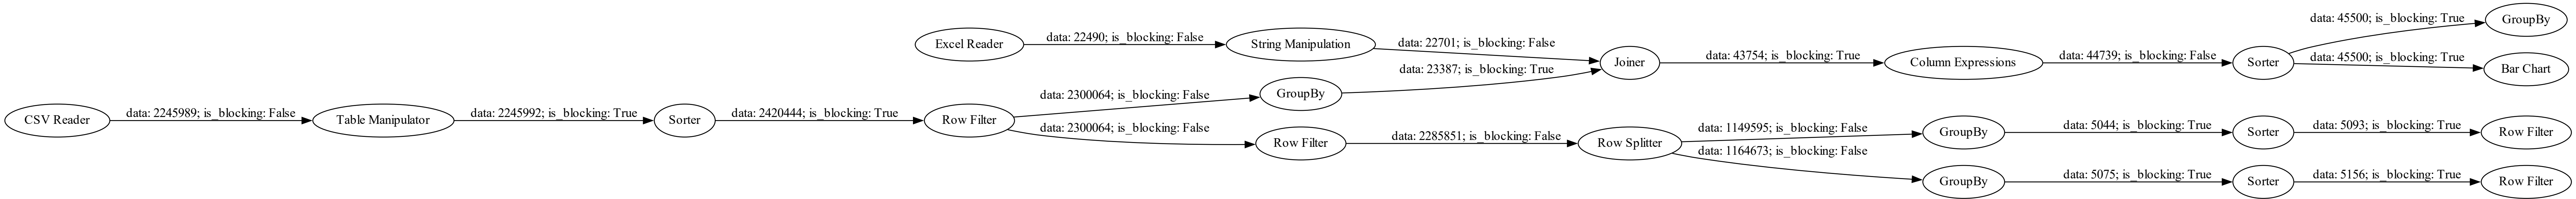 data: 45500; is_blocking: True
GroupBy
Excel Reader
data: 22490; is_blocking: False
String Manipulation
data: 22701; is_blocking: False
Joiner
data: 43754; is_blocking: True
Column Expressions
data: 44739; is_blocking: False
Sorter
data: 45500; is_blocking: True
Bar Chart
data: 23387; is_blocking: True
CSV Reader
data: 2245989; is_blocking: False
Table Manipulator
data: 2245992; is_blocking: True
Sorter
data: 2420444; is_blocking: True
Row Filter
data: 2300064; is_blocking: False
GroupBy
data: 2300064; is_blocking: False
Row Filter
data: 2285851; is_blocking: False
Row Splitter
data: 1149595; is_blocking: False
GroupBy
data: 5044; is_blocking: True
Sorter
data: 5093; is_blocking: True
Row Filter
data: 1164673; is_blocking: False
GroupBy
data: 5075; is_blocking: True
Sorter
data: 5156; is_blocking: True
Row Filter